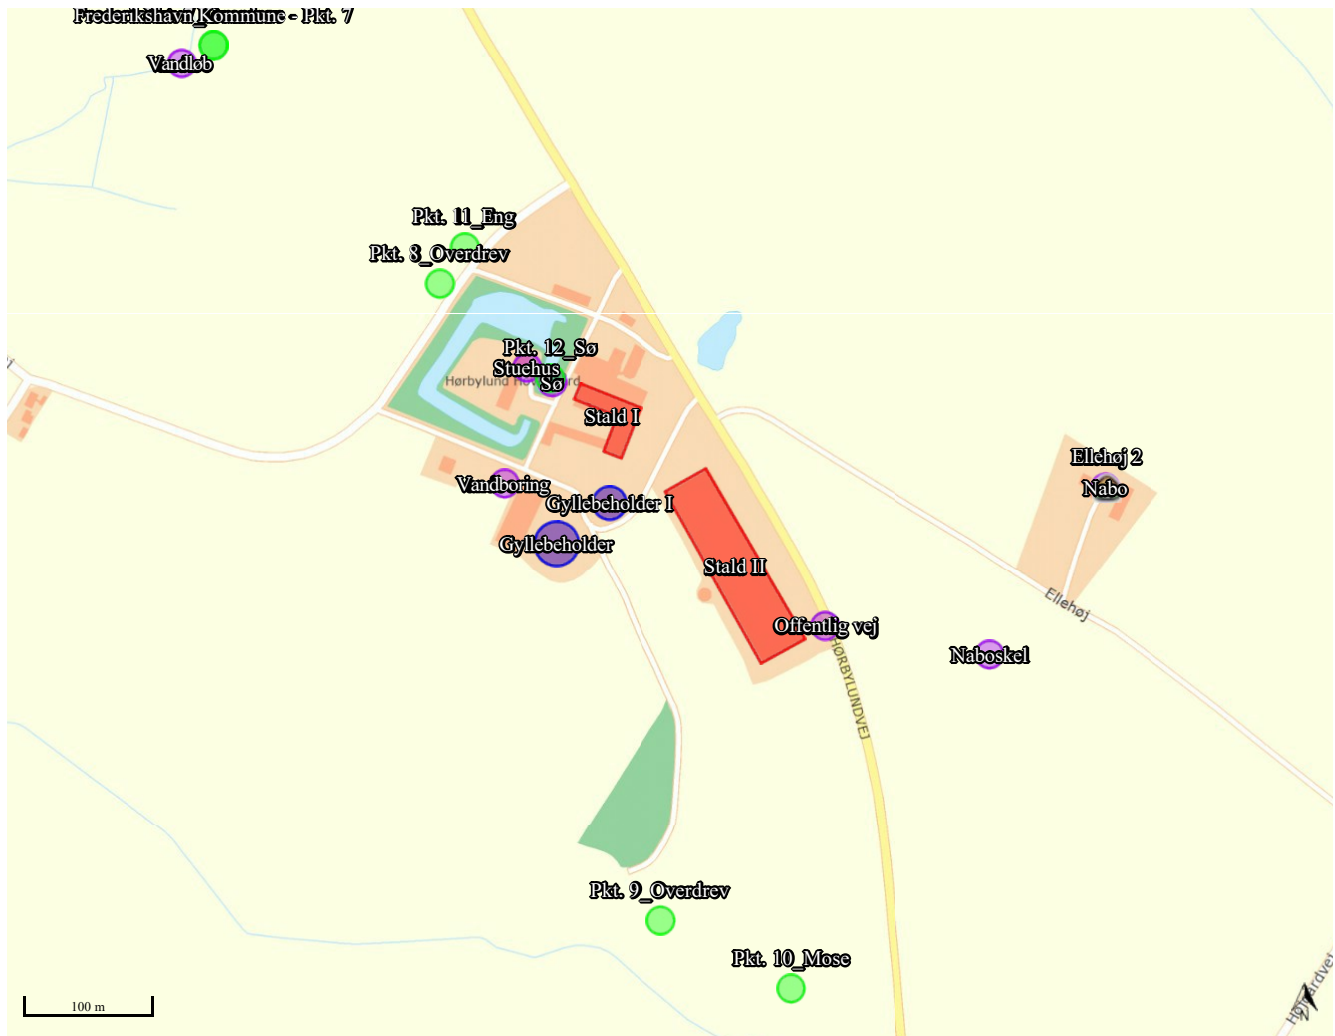 Frederikshavn Kommune - Pkt. 7
Vandløb
Pkt. 11_Eng
Pkt. 8_Overdrev
Pkt. 12_Sø
Stuehus
Sø
Stald I
Ellehøj 2
Nabo
Vandboring
Gyllebeholder I
Gyllebeholder
Stald II
Ellehøj
Offentlig vej
HØRBYLUNDVEJ
Naboskel
Pkt. 9_Overdrev
Pkt. 10_Mose
100 m